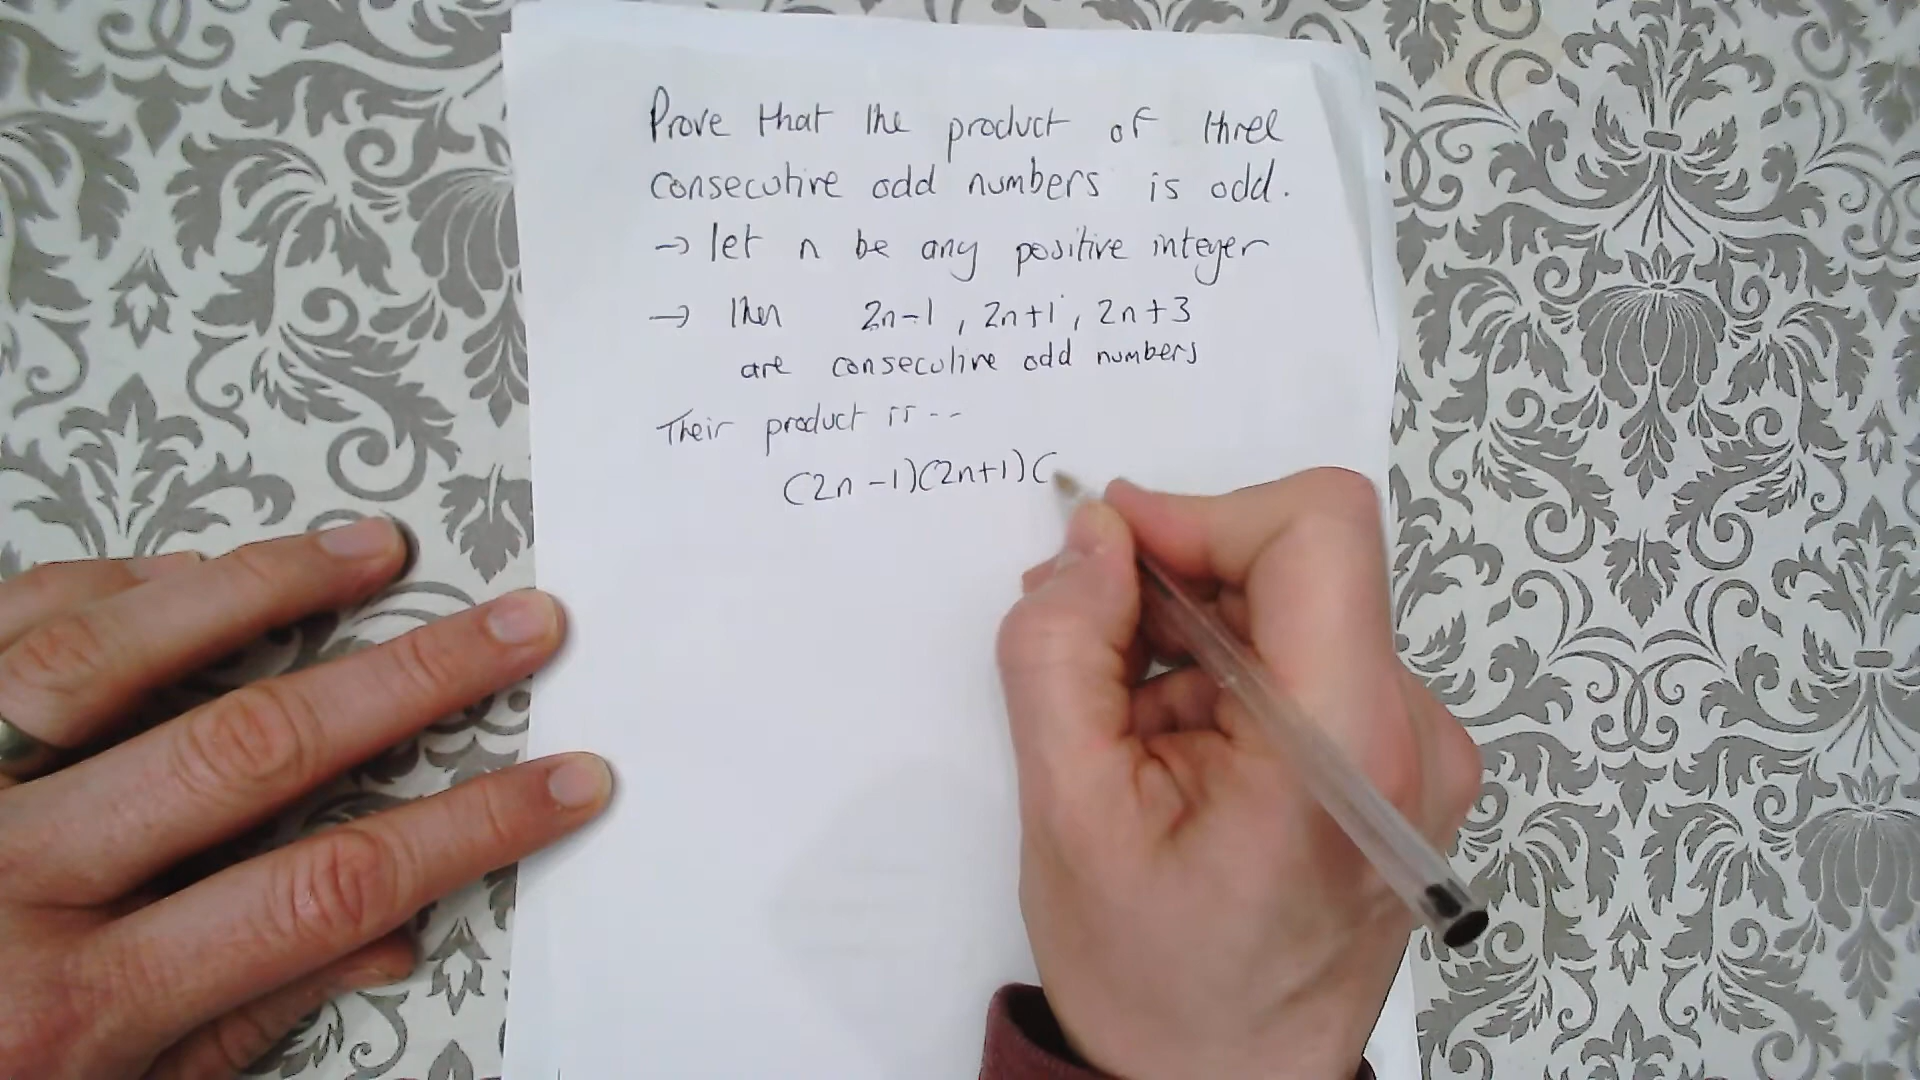 Prove that the product of three
consecutive odd numbers is odd.
→ let n be any positive integer
→ then 2n-1, 2n+1, 2n+3
are consecutive odd numbers
Their product is --
(2n-1)(2n+1)(